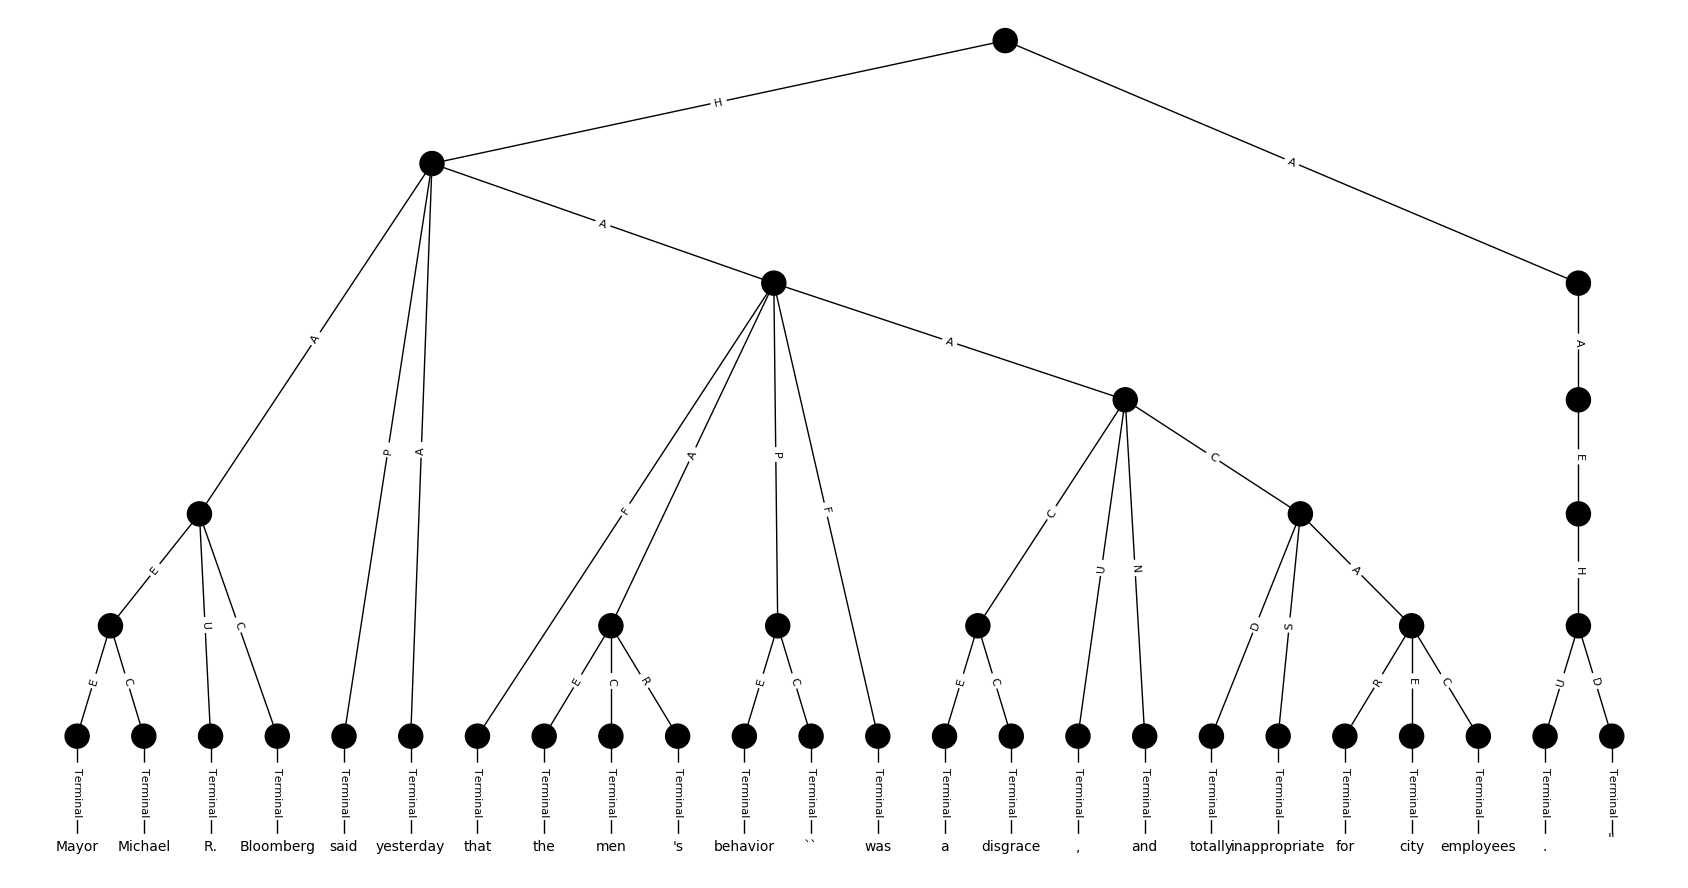 H
A
A
A
A
P
A
A
E
F
A
P
F
C
U
N
C
H
E
U
C
D
S
A
E
C
E
C
R
E
C
E
C
R
E
C
U
D
Terminal Terminal Terminal Terminal Terminal Terminal Terminal Terminal Terminal Terminal Terminal Terminal Terminal Terminal Terminal Terminal Terminal Terminal Terminal Terminal Terminal Terminal Terminal Terminal
Mayor Michael R. Bloomberg said yesterday that the men 's behavior `` was a disgrace , and totally inappropriate for city employees . "